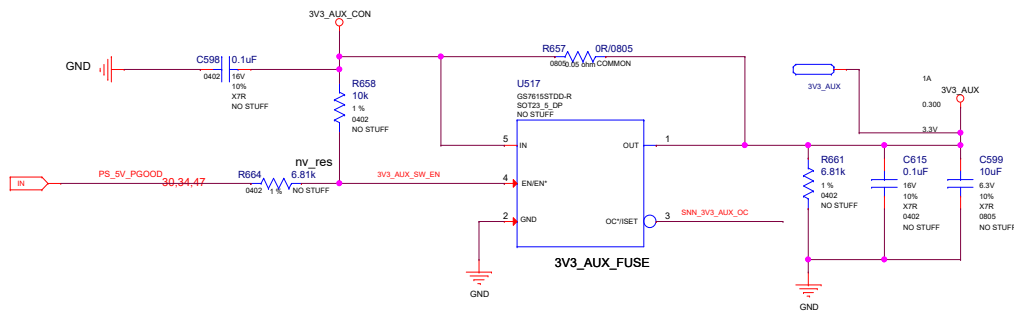 3V3_AUX_CON
GND
C598
0.1uF
0402
16V
10%
X7R
NO STUFF
R658
10k
1 %
0402
NO STUFF
R657
0R/0805
0805
0.05 ohm
COMMON
U517
GS7615STDD-R
SOT23_5_DP
NO STUFF
5
IN
OUT
1
4
EN/EN*
2
GND
OC*/ISET
3
3V3_AUX_FUSE
IN
PS_5V_PGOOD
30,34,47
R664
0402
1 %
nv_res
6.81k
NO STUFF
3V3_AUX_SW_EN
GND
SNN_3V3_AUX_OC
3V3_AUX
1A
3V3_AUX
0.300
3.3V
R661
6.81k
1 %
0402
NO STUFF
C615
0.1uF
16V
10%
X7R
0402
NO STUFF
C599
10uF
6.3V
10%
X7R
0805
NO STUFF
GND